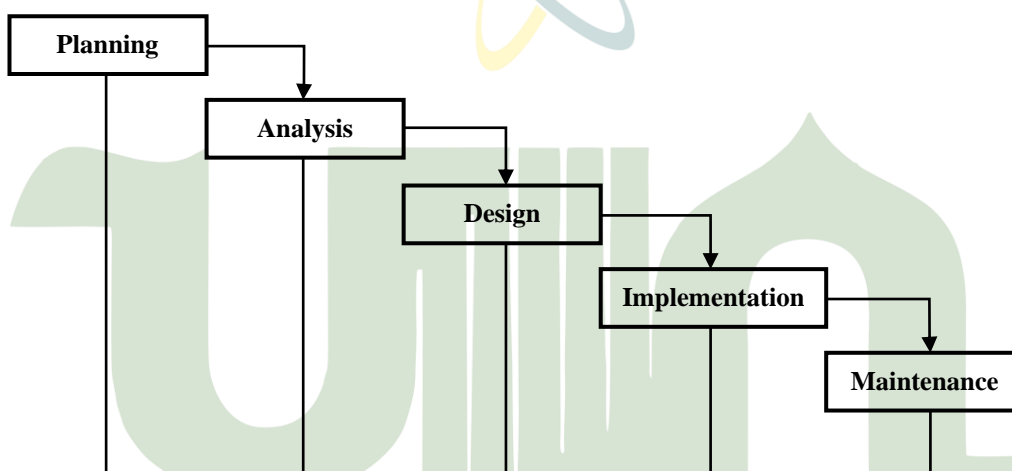 Planning
Analysis
Design
Implementation
Maintenance